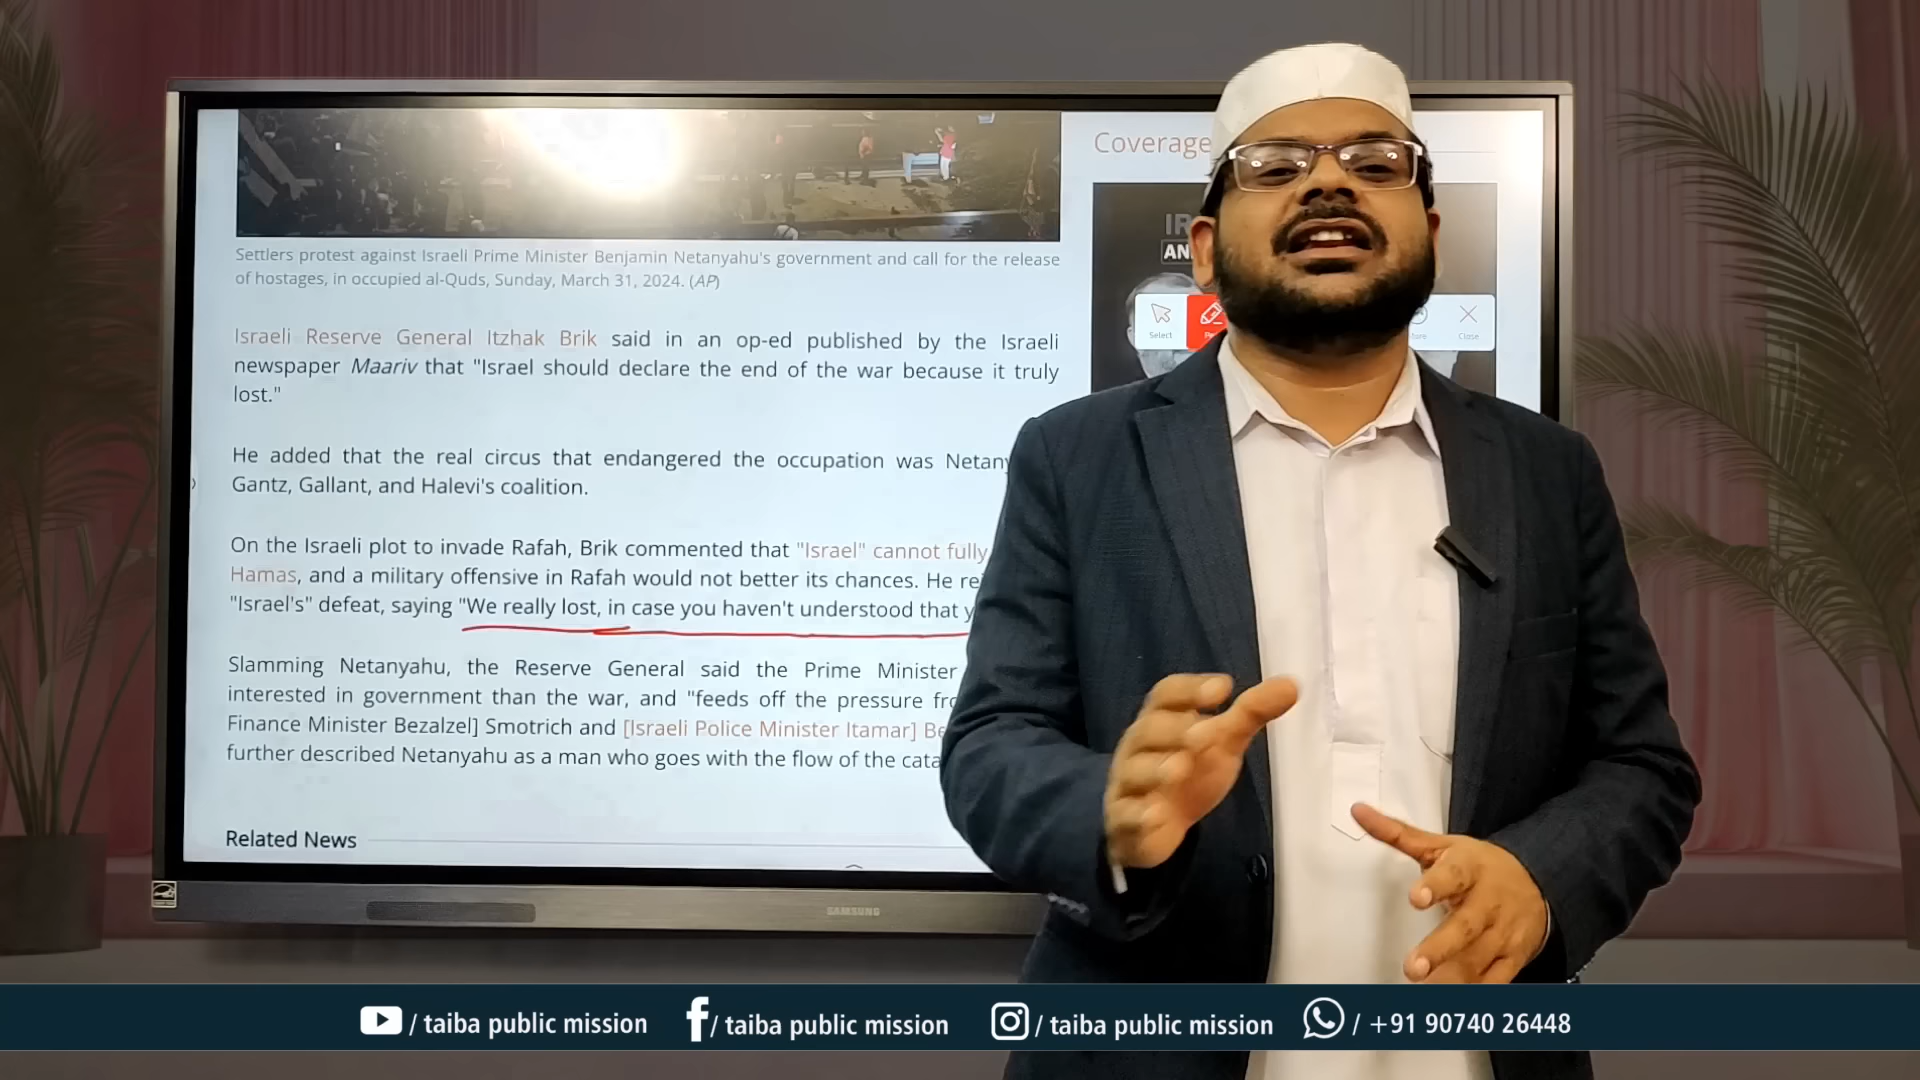 Coverage
IR
AN
Settlers protest against Israeli Prime Minister Benjamin Netanyahu's government and call for the release
of hostages, in occupied al-Quds, Sunday, March 31, 2024. (AP)
Select
Close
Israeli Reserve General Itzhak Brik said in an op-ed published by the Israeli
newspaper Maariv that "Israel should declare the end of the war because it truly
lost."
He added that the real circus that endangered the occupation was
Gantz, Gallant, and Halevi's coalition.
On the Israeli plot to invade Rafah, Brik commented that "Israel" cannot fully
Hamas, and a military offensive in Rafah would not better its chances. He
"Israel's" defeat, saying "We really lost, in case you haven't understood that
Slamming Netanyahu, the Reserve General said the Prime Minister
interested in government than the war, and "feeds off the pressure
Finance Minister Bezalzel] Smotrich and [Israeli Police Minister Itamar]
further described Netanyahu as a man who goes with the flow of the
Related News
SAMSUNG
/ taiba public mission
/ taiba public mission
/ taiba public mission
/ +91 90740 26448